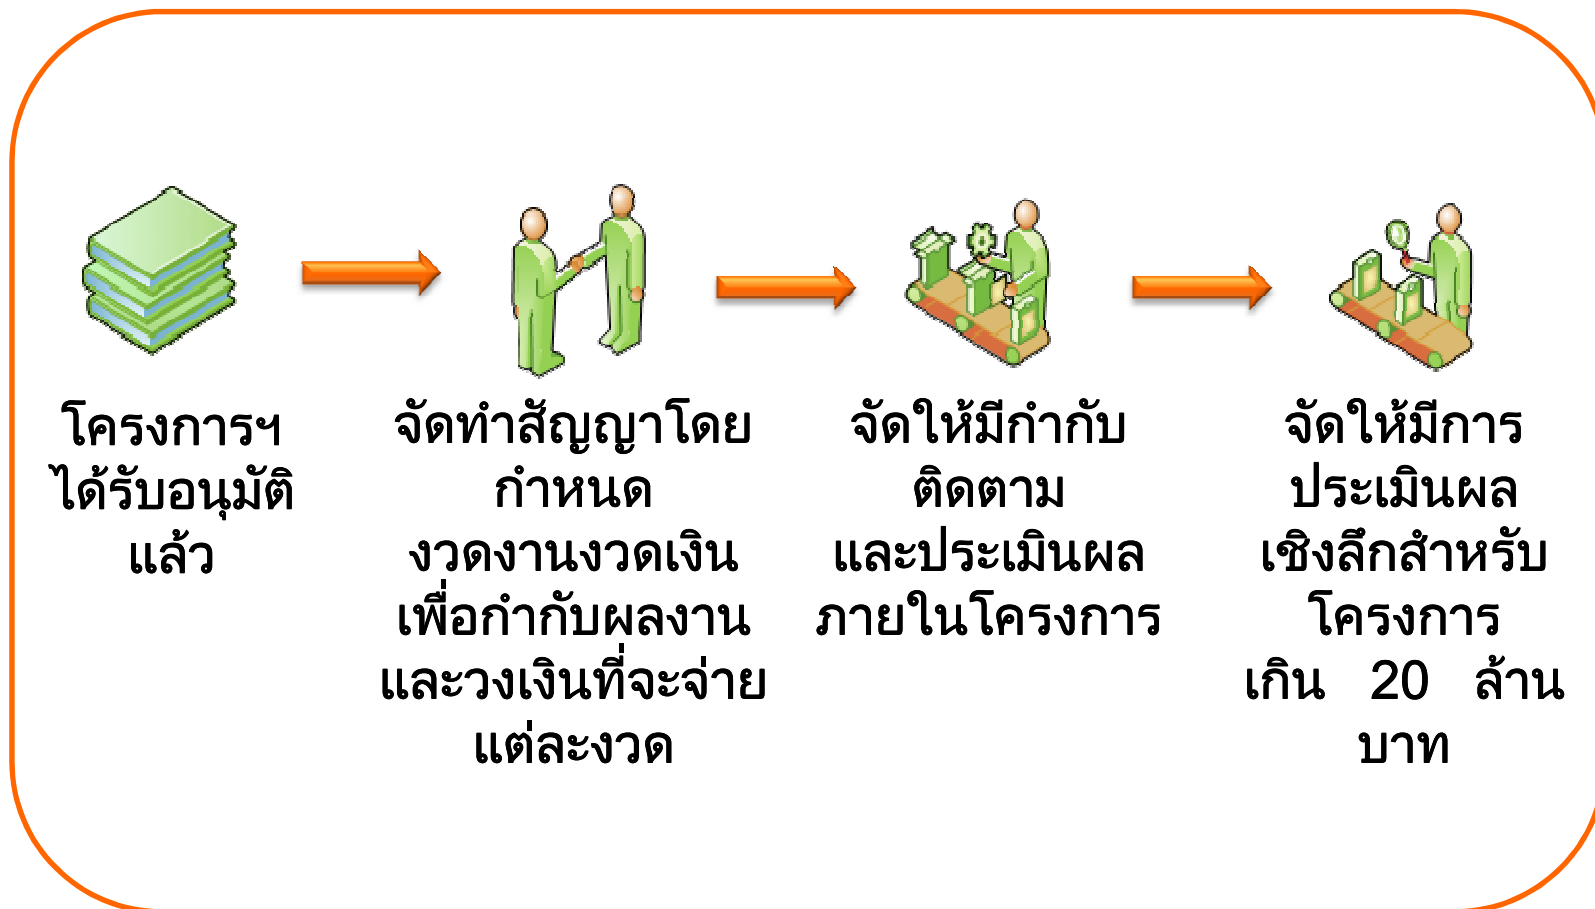 โครงการฯ
ได้รับอนุมัติ
แล้ว
จัดทำสัญญาโดย
กำหนด
งวดงานงวดเงิน
เพื่อกำกับผลงาน
และวงเงินที่จะจ่าย
แต่ละงวด
จัดให้มีกำกับ
ติดตาม
และประเมินผล
ภายในโครงการ
จัดให้มีการ
ประเมินผล
เชิงลึกสำหรับ
โครงการ
เกิน 20 ล้าน
บาท